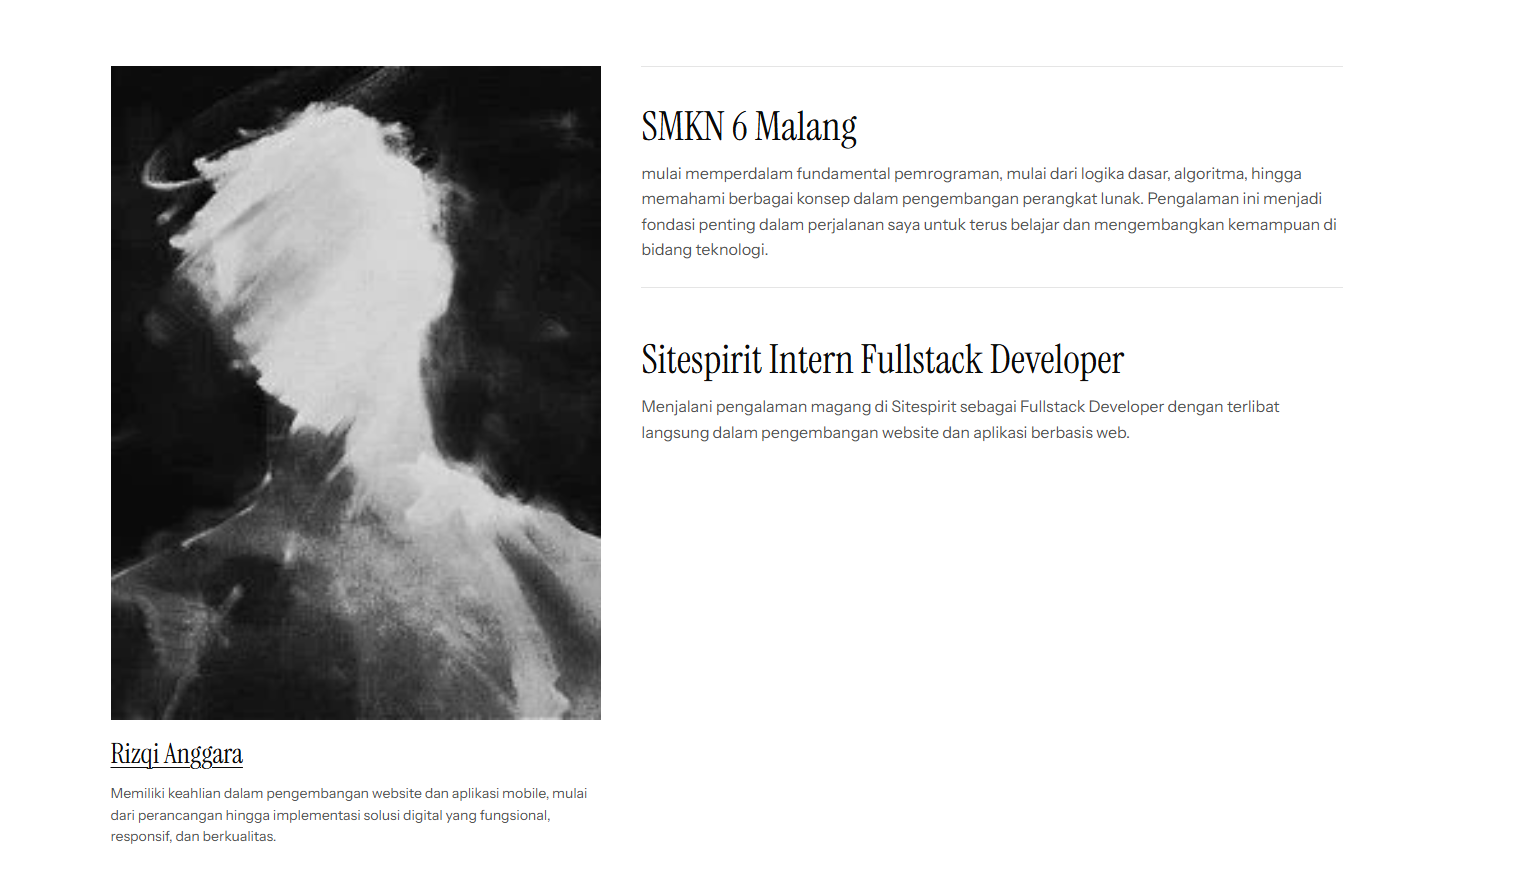 SMKN 6 Malang
mulai memperdalam fundamental pemrograman, mulai dari logika dasar, algoritma, hingga
memahami berbagai konsep dalam pengembangan perangkat lunak. Pengalaman ini menjadi
fondasi penting dalam perjalanan saya untuk terus belajar dan mengembangkan kemampuan di
bidang teknologi.
Sitespirit Intern Fullstack Developer
Menjalani pengalaman magang di Sitespirit sebagai Fullstack Developer dengan terlibat
langsung dalam pengembangan website dan aplikasi berbasis web.
Rizqi Anggara
Memiliki keahlian dalam pengembangan website dan aplikasi mobile, mulai
dari perancangan hingga implementasi solusi digital yang fungsional,
responsif, dan berkualitas.